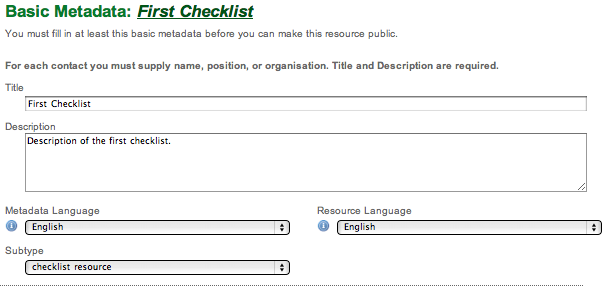 Basic Metadata: First Checklist
You must fill in at least this basic metadata before you can make this resource public.
For each contact you must supply name, position, or organisation. Title and Description are required.
Title
First Checklist
Description
Description of the first checklist.
Metadata Language Resource Language
English English
Subtype
checklist resource